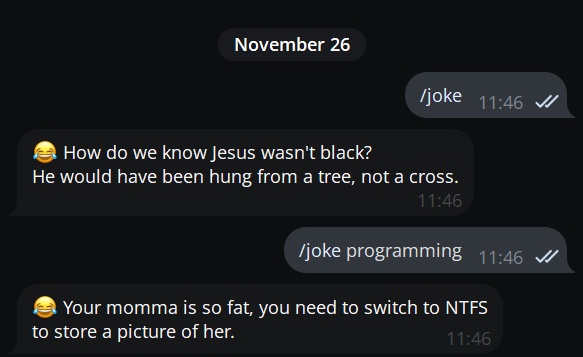 November 26
/joke 11:46
😂 How do we know Jesus wasn't black?
He would have been hung from a tree, not a cross.
11:46
/joke programming 11:46
😂 Your momma is so fat, you need to switch to NTFS
to store a picture of her.
11:46